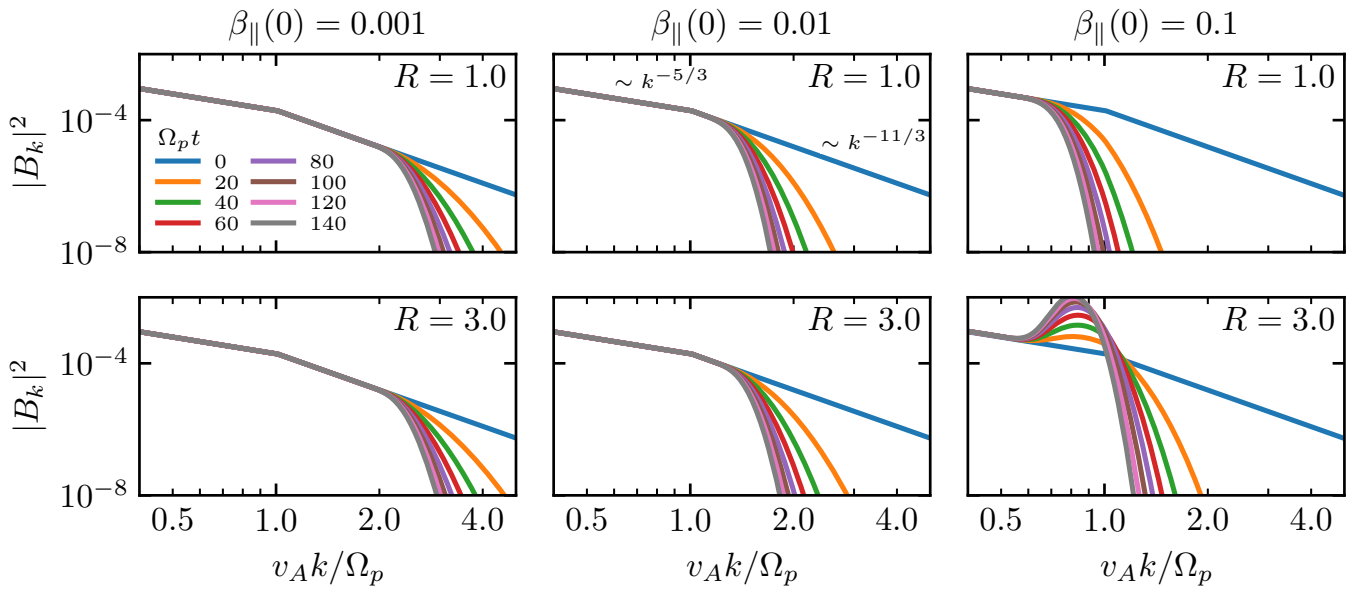 β∥(0) = 0.001
β∥(0) = 0.01
β∥(0) = 0.1
|B_k|^2
10^{−4}
10^{−8}
R = 1.0
Ω_p t
0
20
40
60
80
100
120
140
R = 1.0
∼ k^{−5/3}
∼ k^{−11/3}
R = 1.0
|B_k|^2
10^{−4}
10^{−8}
R = 3.0
R = 3.0
R = 3.0
0.5 1.0 2.0 4.0
0.5 1.0 2.0 4.0
0.5 1.0 2.0 4.0
v_A k/Ω_p
v_A k/Ω_p
v_A k/Ω_p